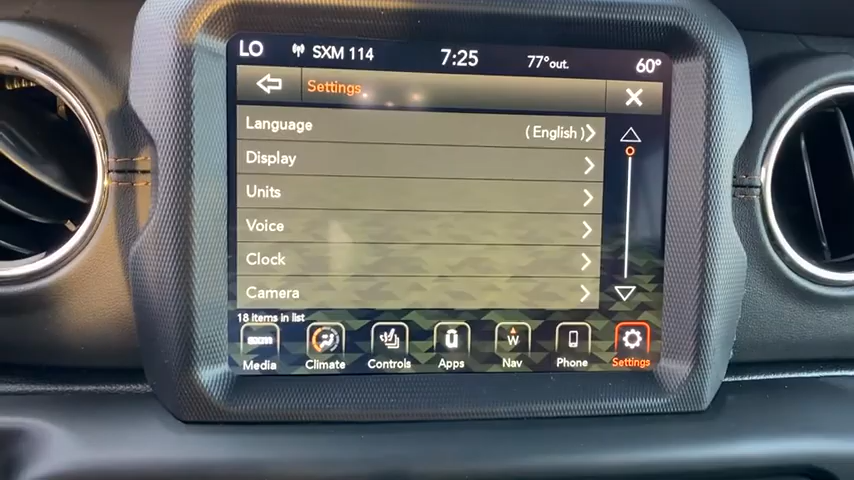 LO SXM 114 7:25 77°out. 60°
Settings
Language (English)
Display
Units
Voice
Clock
Camera
18 items in list
W
Media Climate Controls Apps Nav Phone Settings